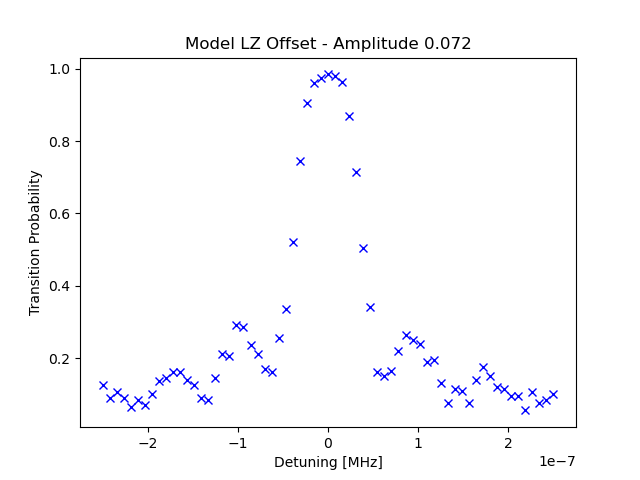 Model LZ Offset - Amplitude 0.072
Transition Probability
1.0
0.8
0.6
0.4
0.2
−2
−1
0
1
2
1e−7
Detuning [MHz]